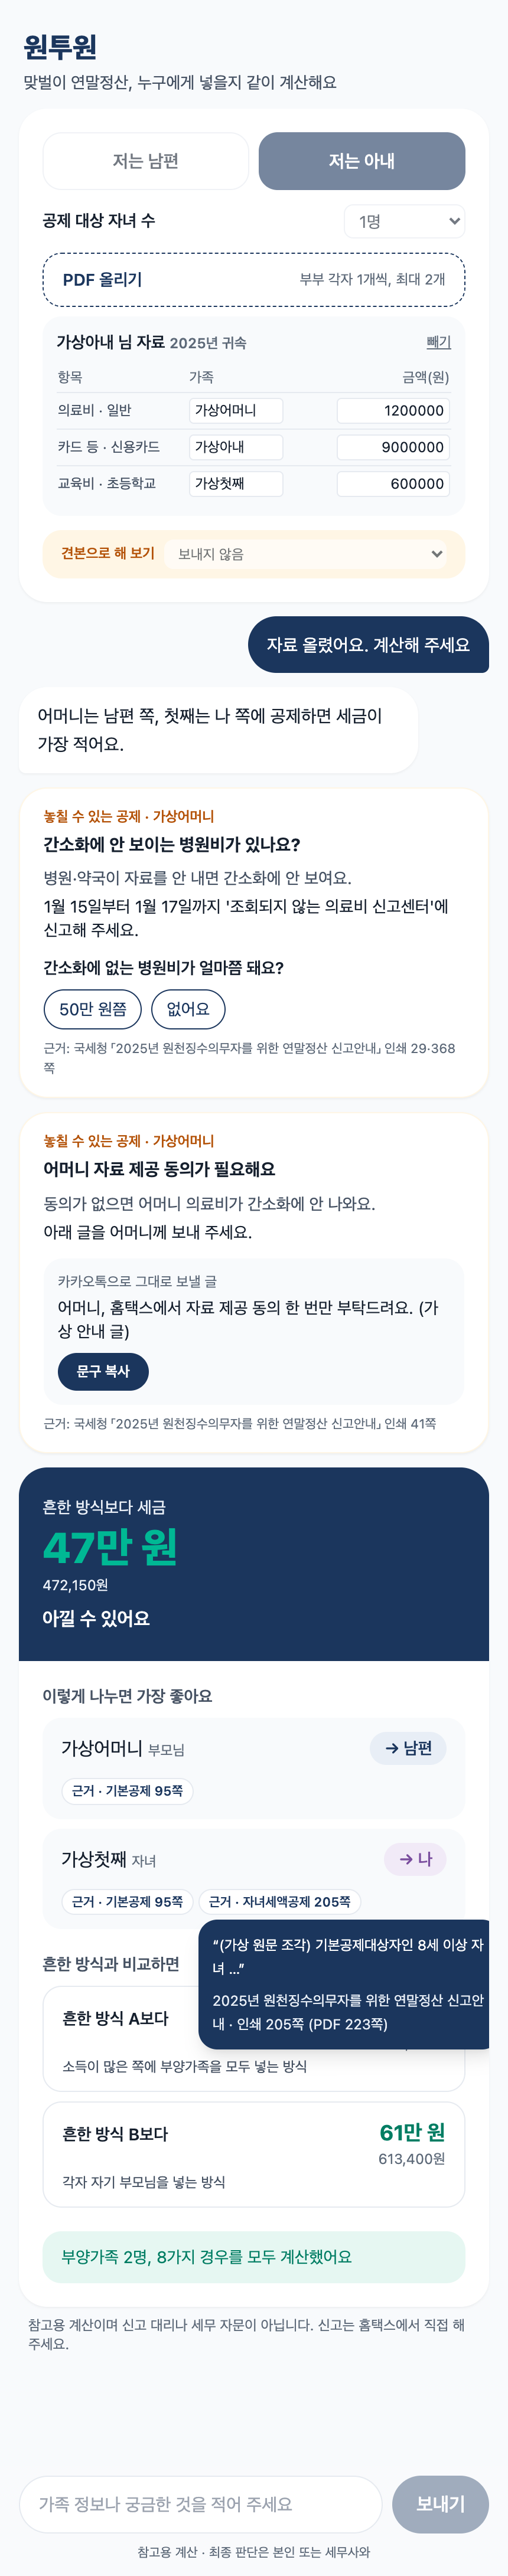 원투원
맞벌이 연말정산, 누구에게 넣을지 같이 계산해요
저는 남편
저는 아내
공제 대상 자녀 수
1명
PDF 올리기
부부 각자 1개씩, 최대 2개
가상아내 님 자료 2025년 귀속
빼기
항목 가족 금액(원)
의료비 · 일반 가상어머니 1200000
카드 등 · 신용카드 가상아내 9000000
교육비 · 초등학교 가상첫째 600000
견본으로 해 보기 보내지 않음
자료 올렸어요. 계산해 주세요
어머니는 남편 쪽, 첫째는 나 쪽에 공제하면 세금이
가장 적어요.
놓칠 수 있는 공제 · 가상어머니
간소화에 안 보이는 병원비가 있나요?
병원·약국이 자료를 안 내면 간소화에 안 보여요.
1월 15일부터 1월 17일까지 '조회되지 않는 의료비 신고센터'에
신고해 주세요.
간소화에 없는 병원비가 얼마쯤 돼요?
50만 원쯤
없어요
근거: 국세청 「2025년 원천징수의무자를 위한 연말정산 신고안내」 인쇄 29·368
쪽
놓칠 수 있는 공제 · 가상어머니
어머니 자료 제공 동의가 필요해요
동의가 없으면 어머니 의료비가 간소화에 안 나와요.
아래 글을 어머니께 보내 주세요.
카카오톡으로 그대로 보낼 글
어머니, 홈택스에서 자료 제공 동의 한 번만 부탁드려요. (가
상 안내 글)
문구 복사
근거: 국세청 「2025년 원천징수의무자를 위한 연말정산 신고안내」 인쇄 41쪽
흔한 방식보다 세금
47만 원
472,150원
아낄 수 있어요
이렇게 나누면 가장 좋아요
가상어머니 부모님
→ 남편
근거 · 기본공제 95쪽
가상첫째 자녀
→ 나
근거 · 기본공제 95쪽
근거 · 자녀세액공제 205쪽
“(가상 원문 조각) 기본공제대상자인 8세 이상 자
녀 …”
2025년 원천징수의무자를 위한 연말정산 신고안
내 · 인쇄 205쪽 (PDF 223쪽)
흔한 방식과 비교하면
흔한 방식 A보다
소득이 많은 쪽에 부양가족을 모두 넣는 방식
흔한 방식 B보다
61만 원
613,400원
각자 자기 부모님을 넣는 방식
부양가족 2명, 8가지 경우를 모두 계산했어요
참고용 계산이며 신고 대리나 세무 자문이 아닙니다. 신고는 홈택스에서 직접 해
주세요.
가족 정보나 궁금한 것을 적어 주세요
보내기
참고용 계산 · 최종 판단은 본인 또는 세무사와